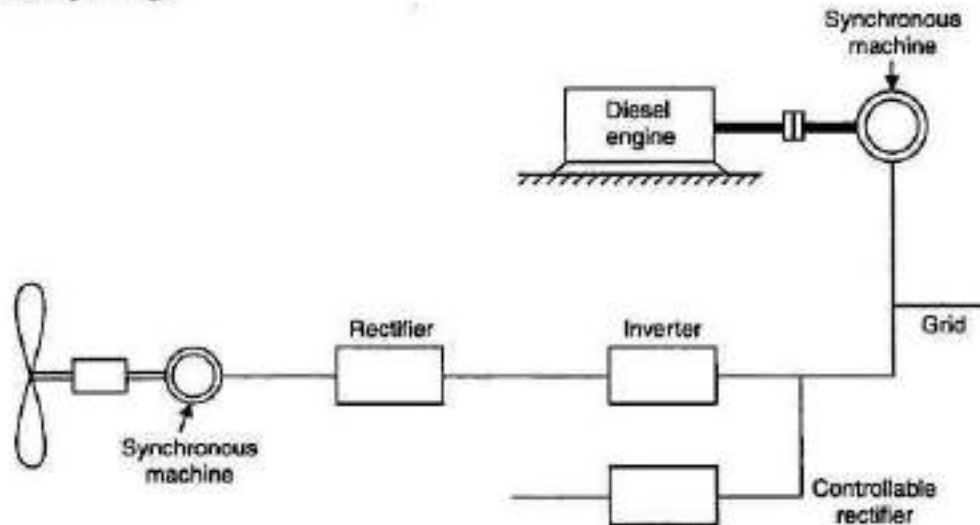 Synchronous
machine
Diesel
engine
Grid
Rectifier
Inverter
Synchronous
machine
Controllable
rectifier